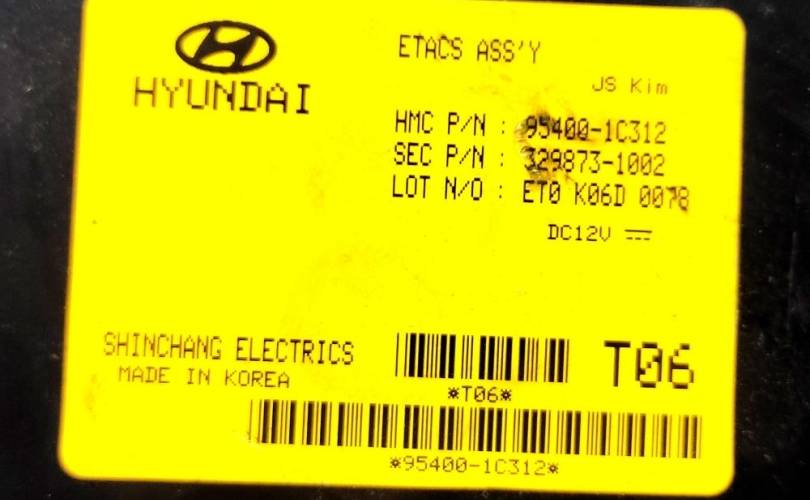 HYUNDAI
ETACS ASS'Y
JS Kim
HMC P/N : 95400-1C312
SEC P/N : 329873-1002
LOT N/O : ET0 K06D 0078
DC12V
SHINCHANG ELECTRICS
MADE IN KOREA
T06
*T06*
*95400-1C312*